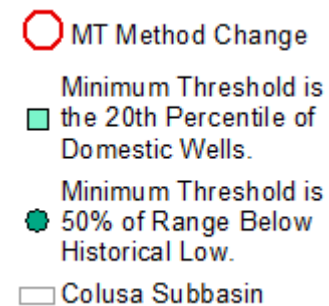 MT Method Change
Minimum Threshold is
the 20th Percentile of
Domestic Wells.
Minimum Threshold is
50% of Range Below
Historical Low.
Colusa Subbasin